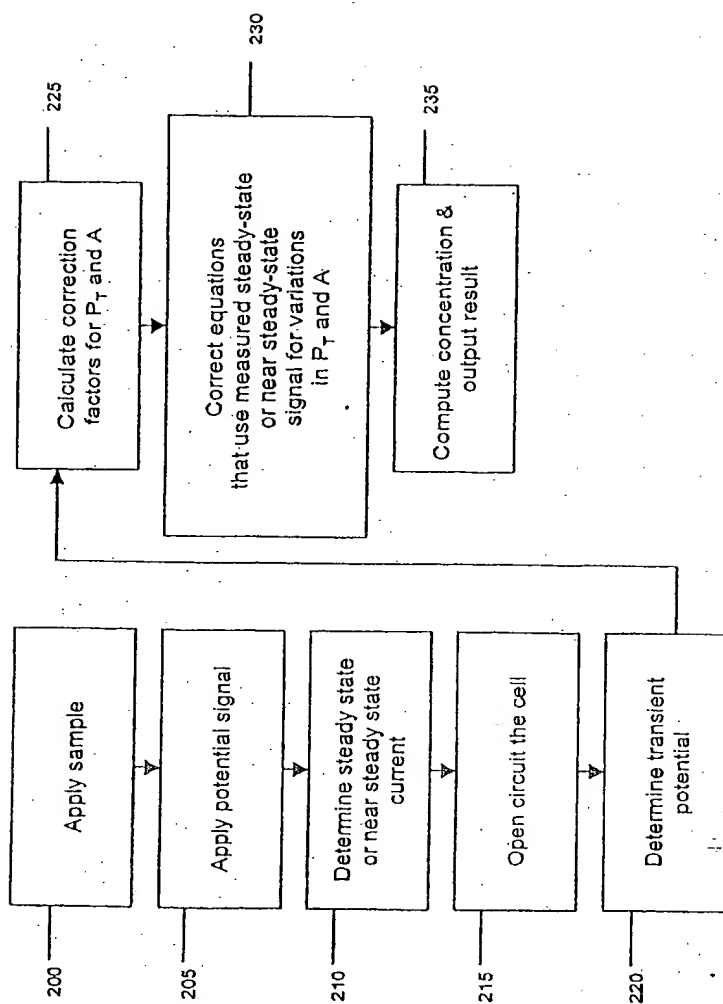 200
Apply sample
205
Apply potential signal
210
Determine steady state
or near steady state
current
215
Open circuit the cell
220
Determine transient
potential
225
Calculate correction
factors for P_T and A
230
Correct equations
that use measured steady-state
or near steady-state
signal for variations
in P_T and A
235
Compute concentration &
output result